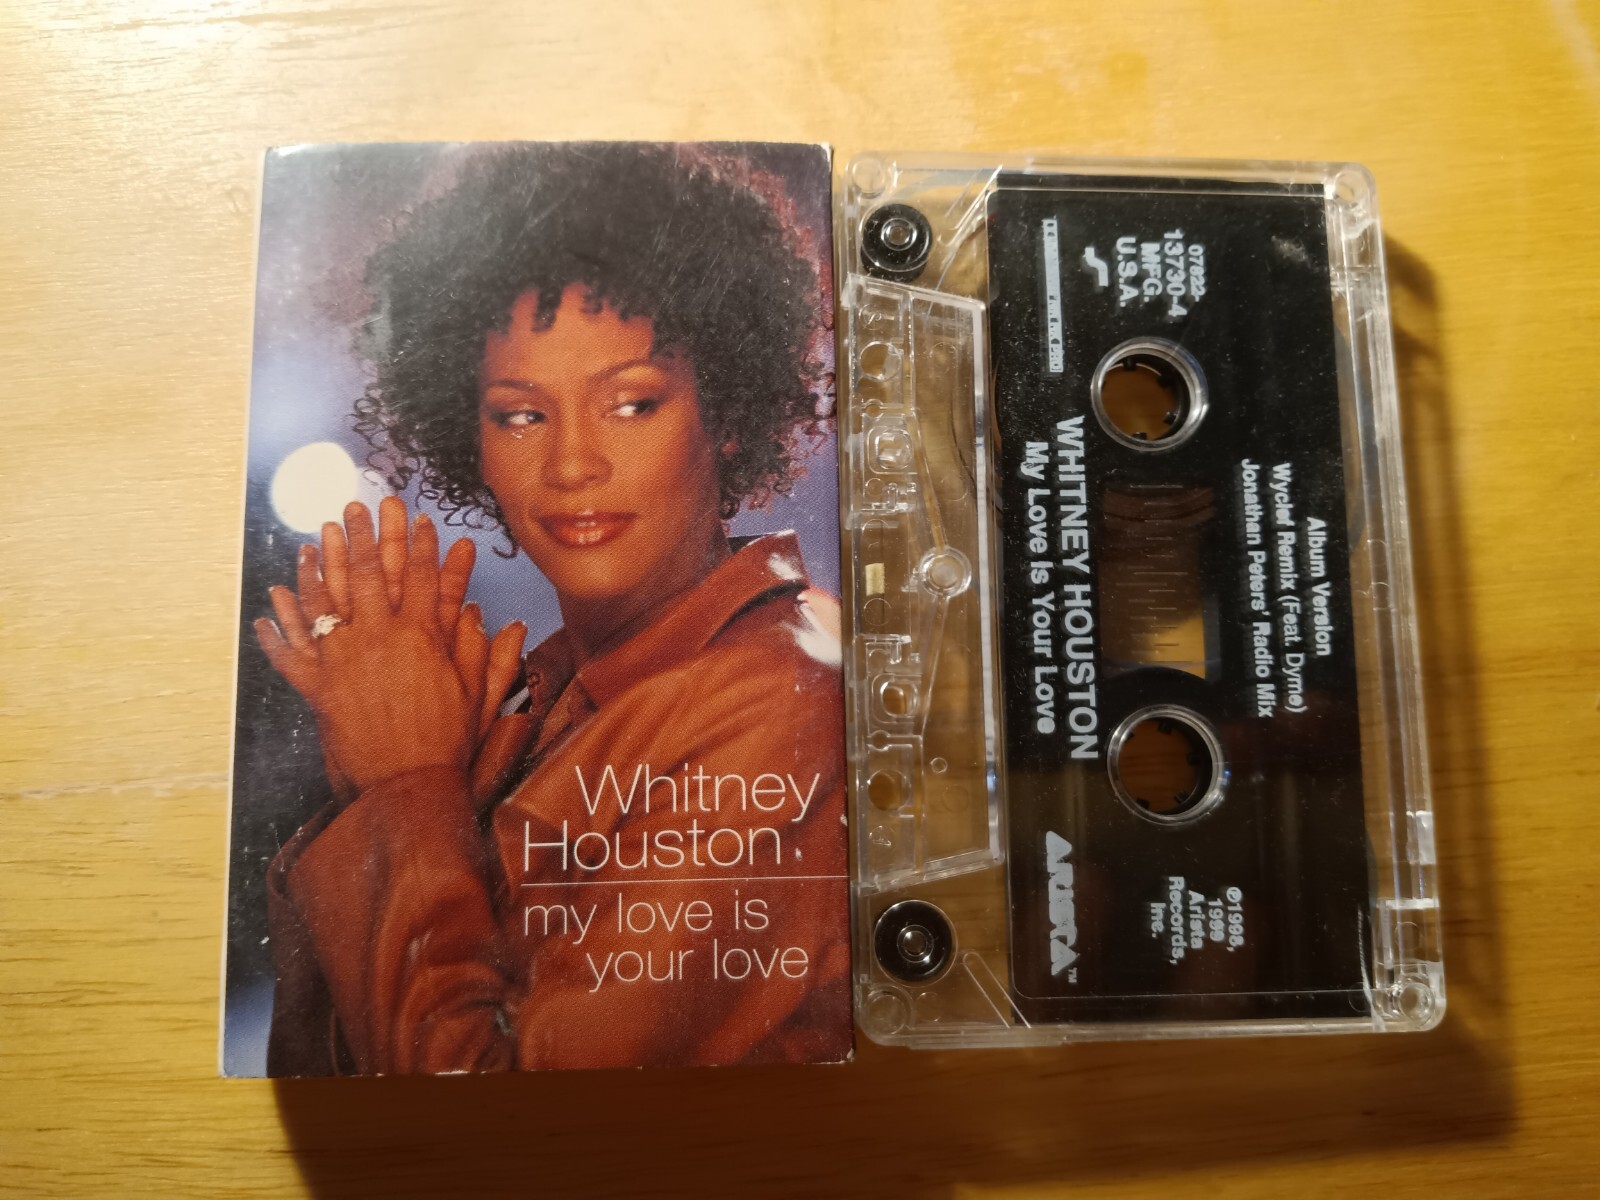 Whitney
Houston
my love is
your love
Album Version
Wyclef Remix (Feat. Dyme)
Jonathan Peters' Radio Mix
07822-
13730-4
MFG.
U.S.A.
WHITNEY HOUSTON
My Love Is Your Love
℗1998,
1999
Arista
Records,
Inc.
ARISTA™